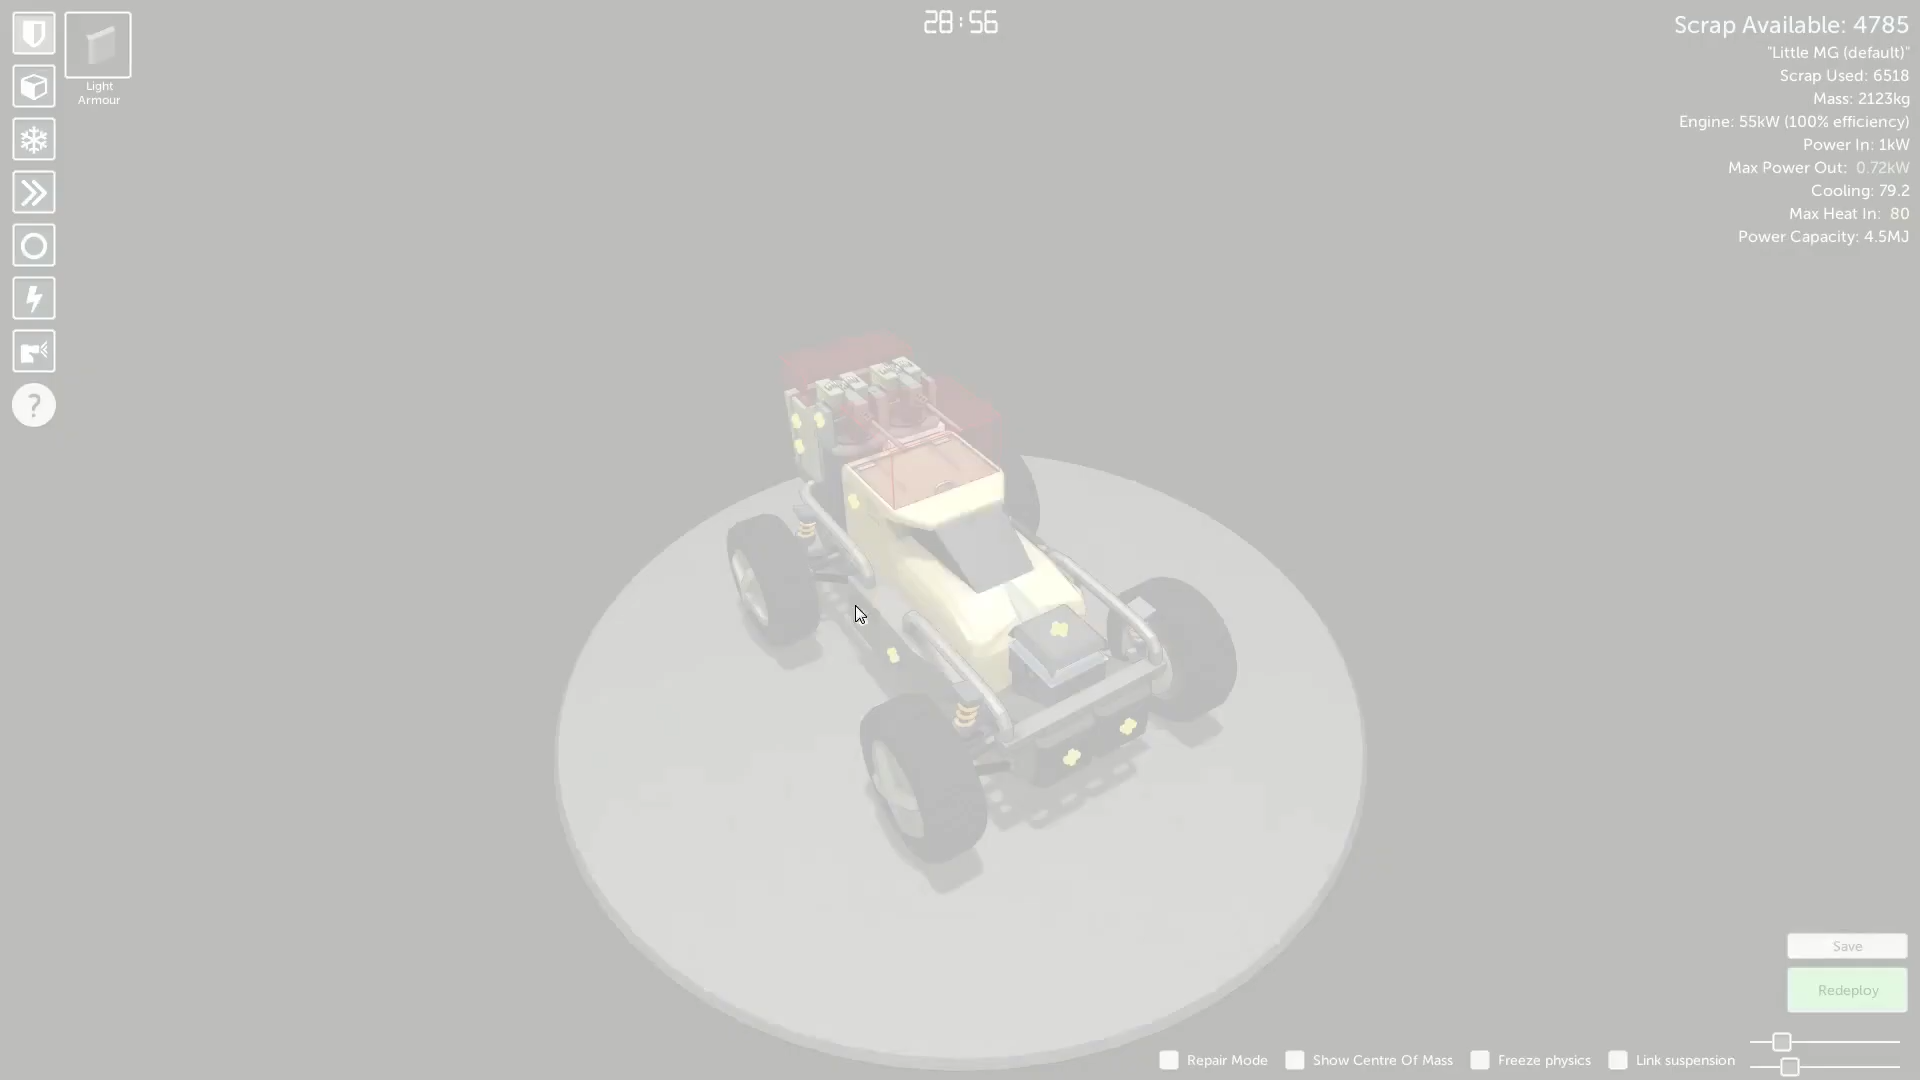 28:56
Scrap Available: 4785
"Little MG (default)"
Scrap Used: 6518
Mass: 2123kg
Engine: 55kW (100% efficiency)
Power In: 1kW
Max Power Out: 0.72kW
Cooling: 79.2
Max Heat In: 80
Power Capacity: 4.5MJ
Light
Armour
?
Save
Redeploy
Repair Mode
Show Centre Of Mass
Freeze physics
Link suspension